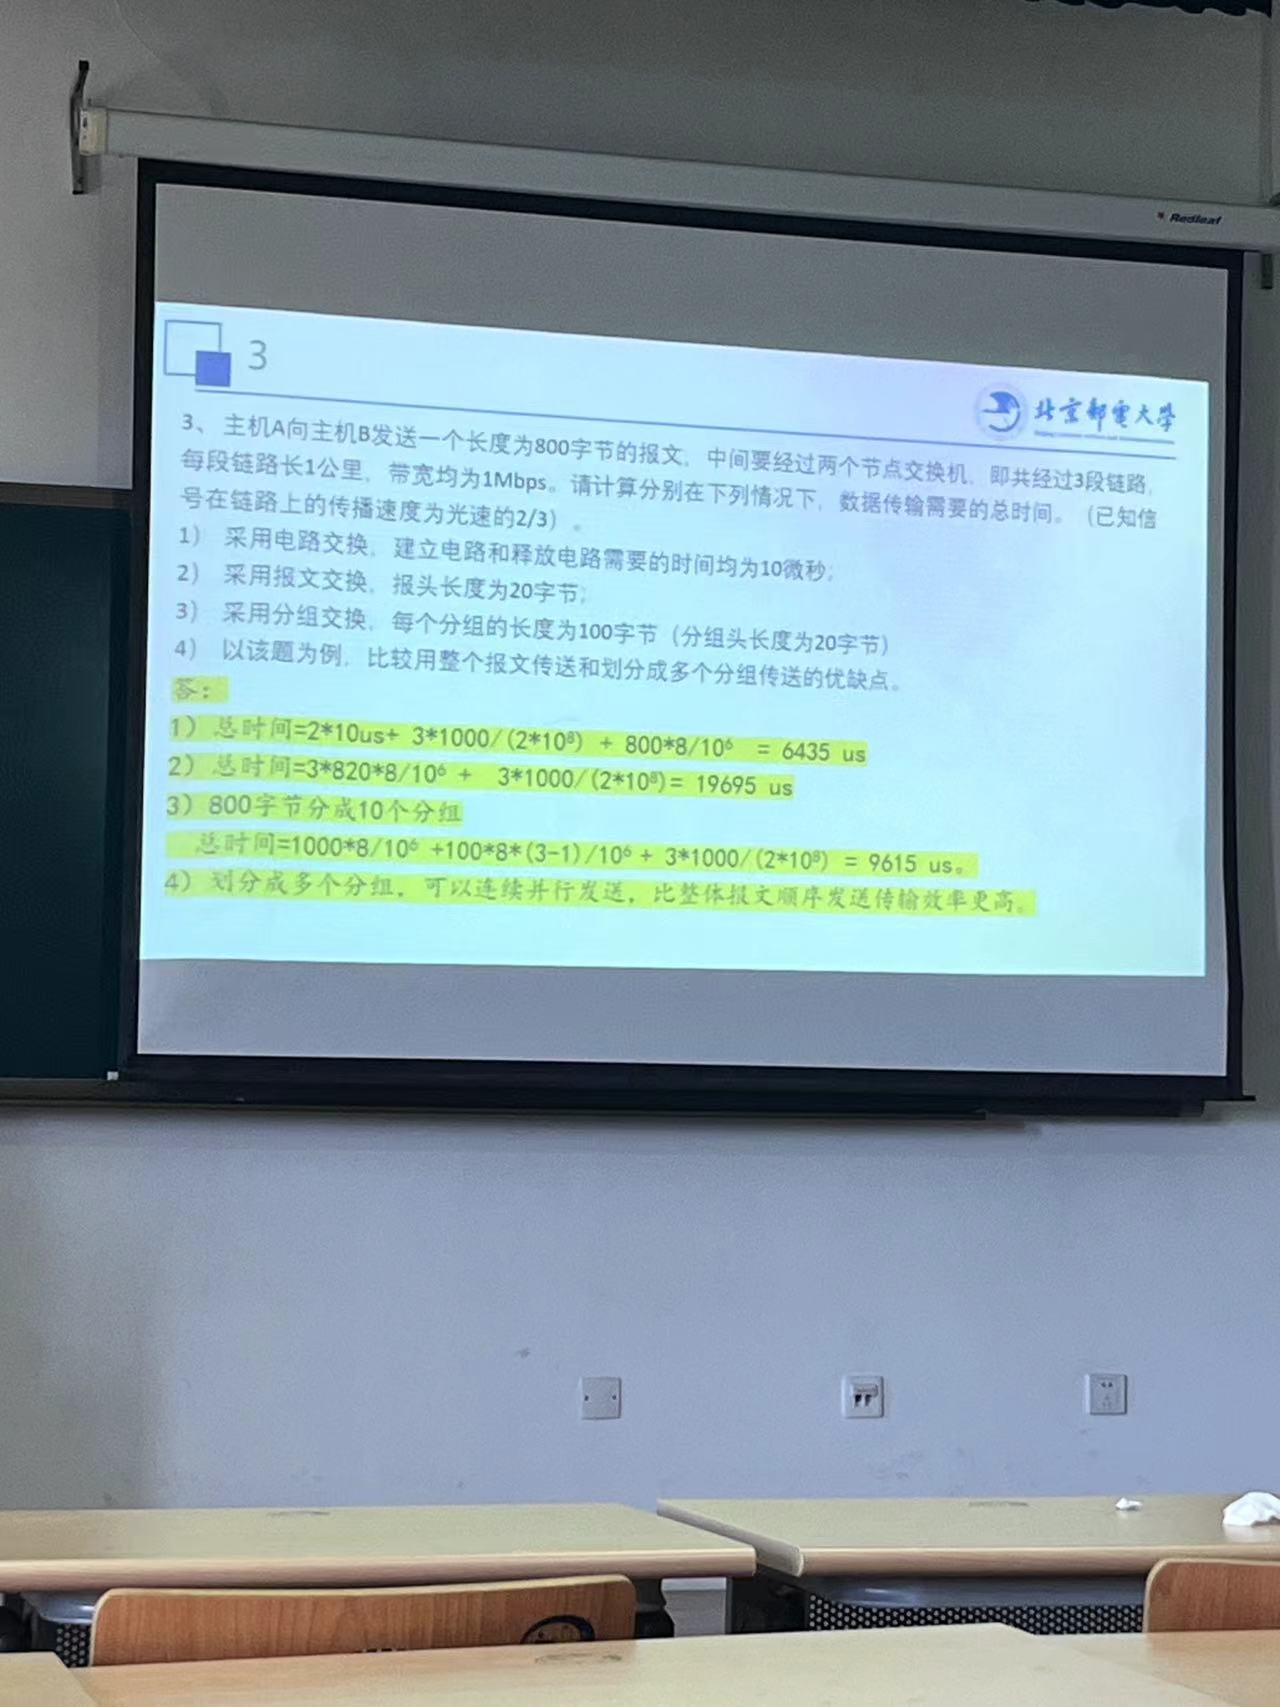 Redleaf
3
北京邮电大学
3、 主机A向主机B发送一个长度为800字节的报文，中间要经过两个节点交换机，即共经过3段链路，
每段链路长1公里，带宽均为1Mbps。请计算分别在下列情况下，数据传输需要的总时间。（已知信
号在链路上的传播速度为光速的2/3）。
1） 采用电路交换，建立电路和释放电路需要的时间均为10微秒；
2） 采用报文交换，报头长度为20字节；
3） 采用分组交换，每个分组的长度为100字节（分组头长度为20字节）
4） 以该题为例，比较用整个报文传送和划分成多个分组传送的优缺点。
答：
1）总时间=2*10us+ 3*1000/(2*10⁸) + 800*8/10⁶ = 6435 us
2）总时间=3*820*8/10⁶ + 3*1000/(2*10⁸)= 19695 us
3）800字节分成10个分组
总时间=1000*8/10⁶ +100*8*(3-1)/10⁶ + 3*1000/(2*10⁸) = 9615 us。
4）划分成多个分组，可以连续并行发送，比整体报文顺序发送传输效率更高。